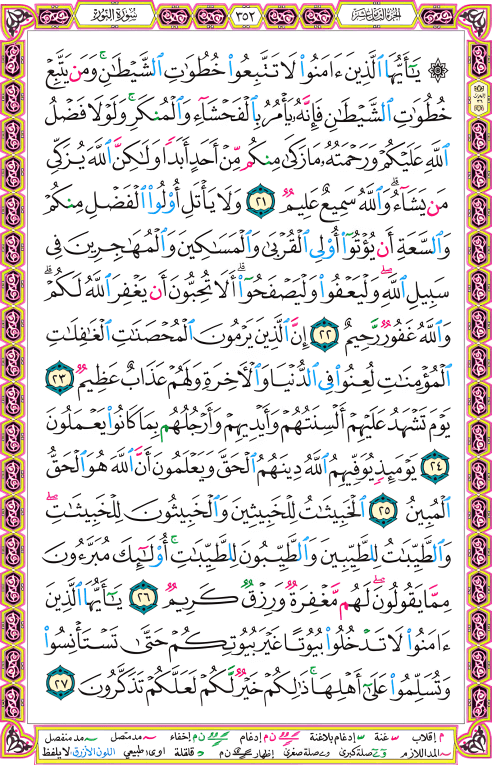 الجزء الثامن عشر ٣٥٢ سورة النور
۞ يَـٰٓأَيُّهَا ٱلَّذِينَ ءَامَنُوا۟ لَا تَتَّبِعُوا۟ خُطُوَٰتِ ٱلشَّيْطَـٰنِ ۚ وَمَن يَتَّبِعْ
خُطُوَٰتِ ٱلشَّيْطَـٰنِ فَإِنَّهُۥ يَأْمُرُ بِٱلْفَحْشَآءِ وَٱلْمُنكَرِ ۚ وَلَوْلَا فَضْلُ
ٱللَّهِ عَلَيْكُمْ وَرَحْمَتُهُۥ مَا زَكَىٰ مِنكُم مِّنْ أَحَدٍ أَبَدًا وَلَـٰكِنَّ ٱللَّهَ يُزَكِّى
مَن يَشَآءُ ۗ وَٱللَّهُ سَمِيعٌ عَلِيمٌ ٢١ وَلَا يَأْتَلِ أُو۟لُوا۟ ٱلْفَضْلِ مِنكُمْ
وَٱلسَّعَةِ أَن يُؤْتُوٓا۟ أُو۟لِى ٱلْقُرْبَىٰ وَٱلْمَسَـٰكِينَ وَٱلْمُهَـٰجِرِينَ فِى
سَبِيلِ ٱللَّهِ ۖ وَلْيَعْفُوا۟ وَلْيَصْفَحُوٓا۟ ۗ أَلَا تُحِبُّونَ أَن يَغْفِرَ ٱللَّهُ لَكُمْ ۗ
وَٱللَّهُ غَفُورٌ رَّحِيمٌ ٢٢ إِنَّ ٱلَّذِينَ يَرْمُونَ ٱلْمُحْصَنَـٰتِ ٱلْغَـٰفِلَـٰتِ
ٱلْمُؤْمِنَـٰتِ لُعِنُوا۟ فِى ٱلدُّنْيَا وَٱلْـَٔاخِرَةِ وَلَهُمْ عَذَابٌ عَظِيمٌ ٢٣
يَوْمَ تَشْهَدُ عَلَيْهِمْ أَلْسِنَتُهُمْ وَأَيْدِيهِمْ وَأَرْجُلُهُم بِمَا كَانُوا۟ يَعْمَلُونَ
٢٤ يَوْمَئِذٍ يُوَفِّيهِمُ ٱللَّهُ دِينَهُمُ ٱلْحَقَّ وَيَعْلَمُونَ أَنَّ ٱللَّهَ هُوَ ٱلْحَقُّ
ٱلْمُبِينُ ٢٥ ٱلْخَبِيثَـٰتُ لِلْخَبِيثِينَ وَٱلْخَبِيثُونَ لِلْخَبِيثَـٰتِ ۖ
وَٱلطَّيِّبَـٰتُ لِلطَّيِّبِينَ وَٱلطَّيِّبُونَ لِلطَّيِّبَـٰتِ ۚ أُو۟لَـٰٓئِكَ مُبَرَّءُونَ
مِمَّا يَقُولُونَ ۖ لَهُم مَّغْفِرَةٌ وَرِزْقٌ كَرِيمٌ ٢٦ يَـٰٓأَيُّهَا ٱلَّذِينَ
ءَامَنُوا۟ لَا تَدْخُلُوا۟ بُيُوتًا غَيْرَ بُيُوتِكُمْ حَتَّىٰ تَسْتَأْنِسُوا۟
وَتُسَلِّمُوا۟ عَلَىٰٓ أَهْلِهَا ۚ ذَٰلِكُمْ خَيْرٌ لَّكُمْ لَعَلَّكُمْ تَذَكَّرُونَ ٢٧
م إقلاب غنة إدغام بلاغنة ن م إدغام ن م إخفاء مد متصل مد منفصل
المد اللازم صلة كبرى صلة صغرى إظهار ن م قلقلة اوى: طبيعي اللون الأزرق: لا يلفظ